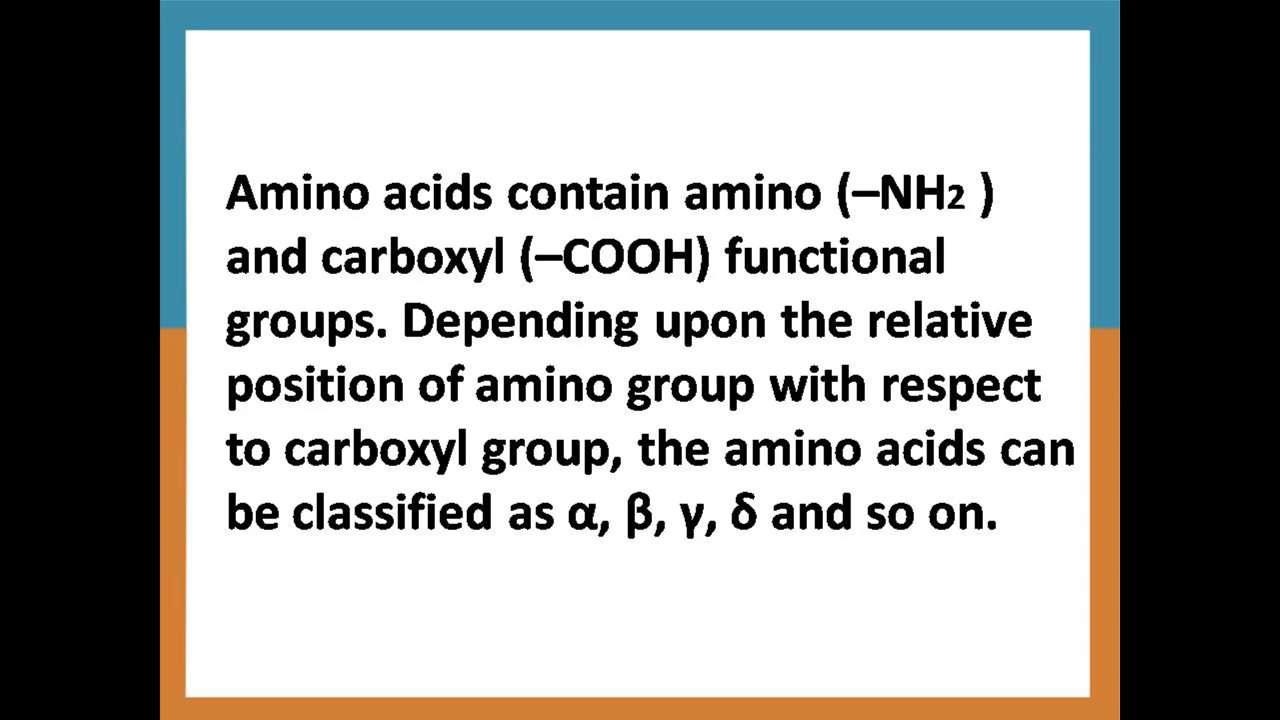 Amino acids contain amino (–NH2 )
and carboxyl (–COOH) functional
groups. Depending upon the relative
position of amino group with respect
to carboxyl group, the amino acids can
be classified as α, β, γ, δ and so on.